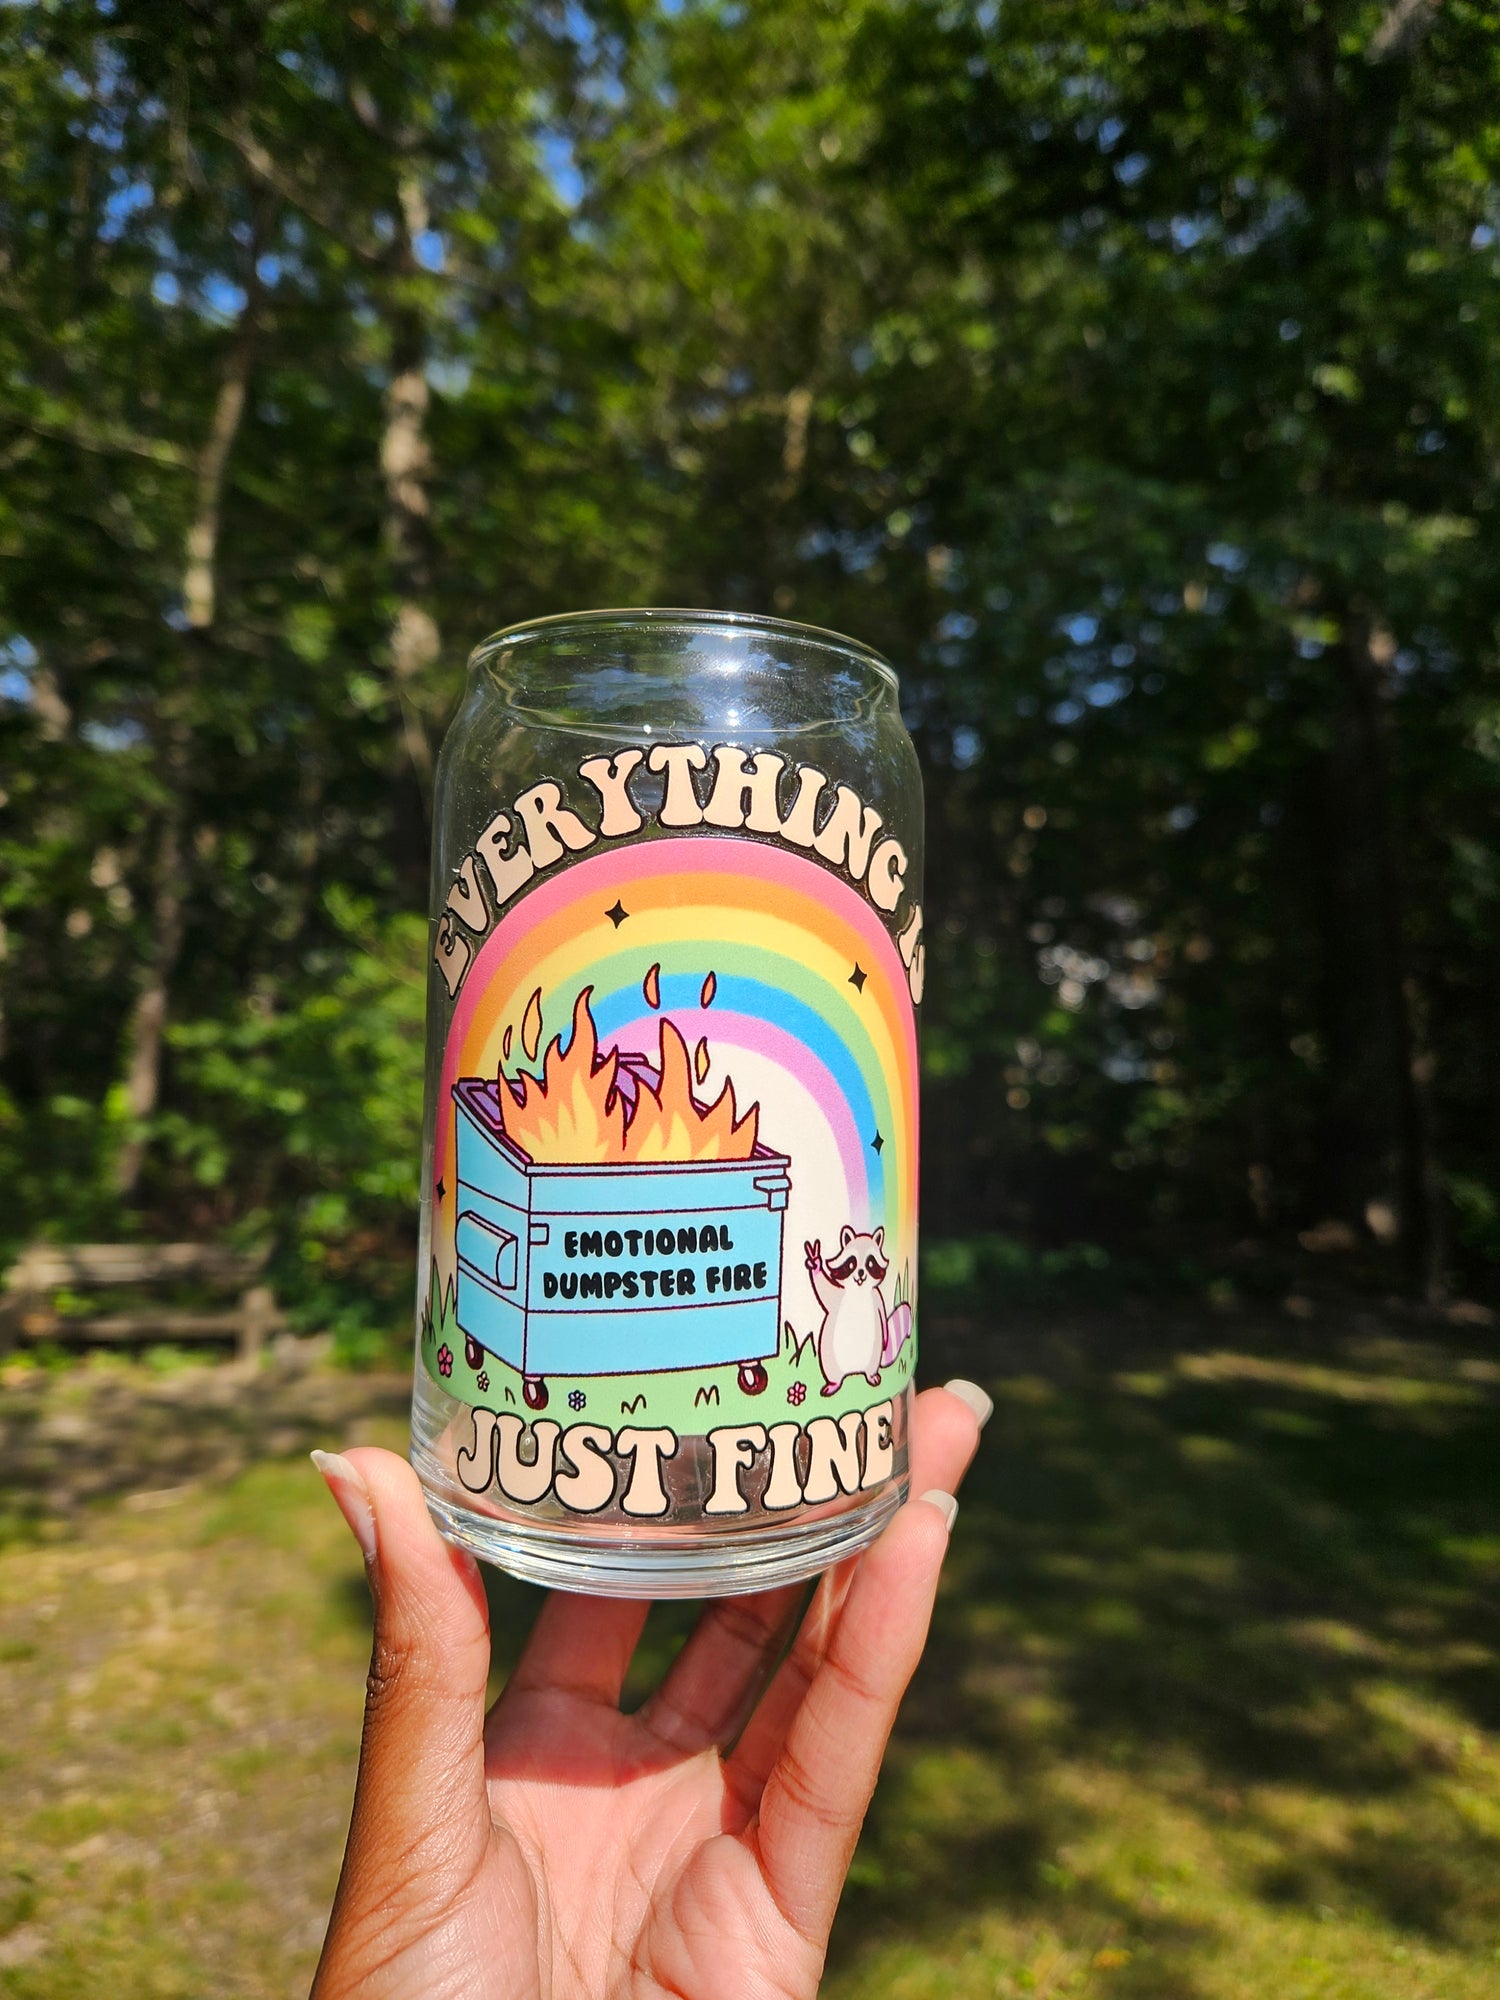 EVERYTHING IS
EMOTIONAL
DUMPSTER FIRE
JUST FINE